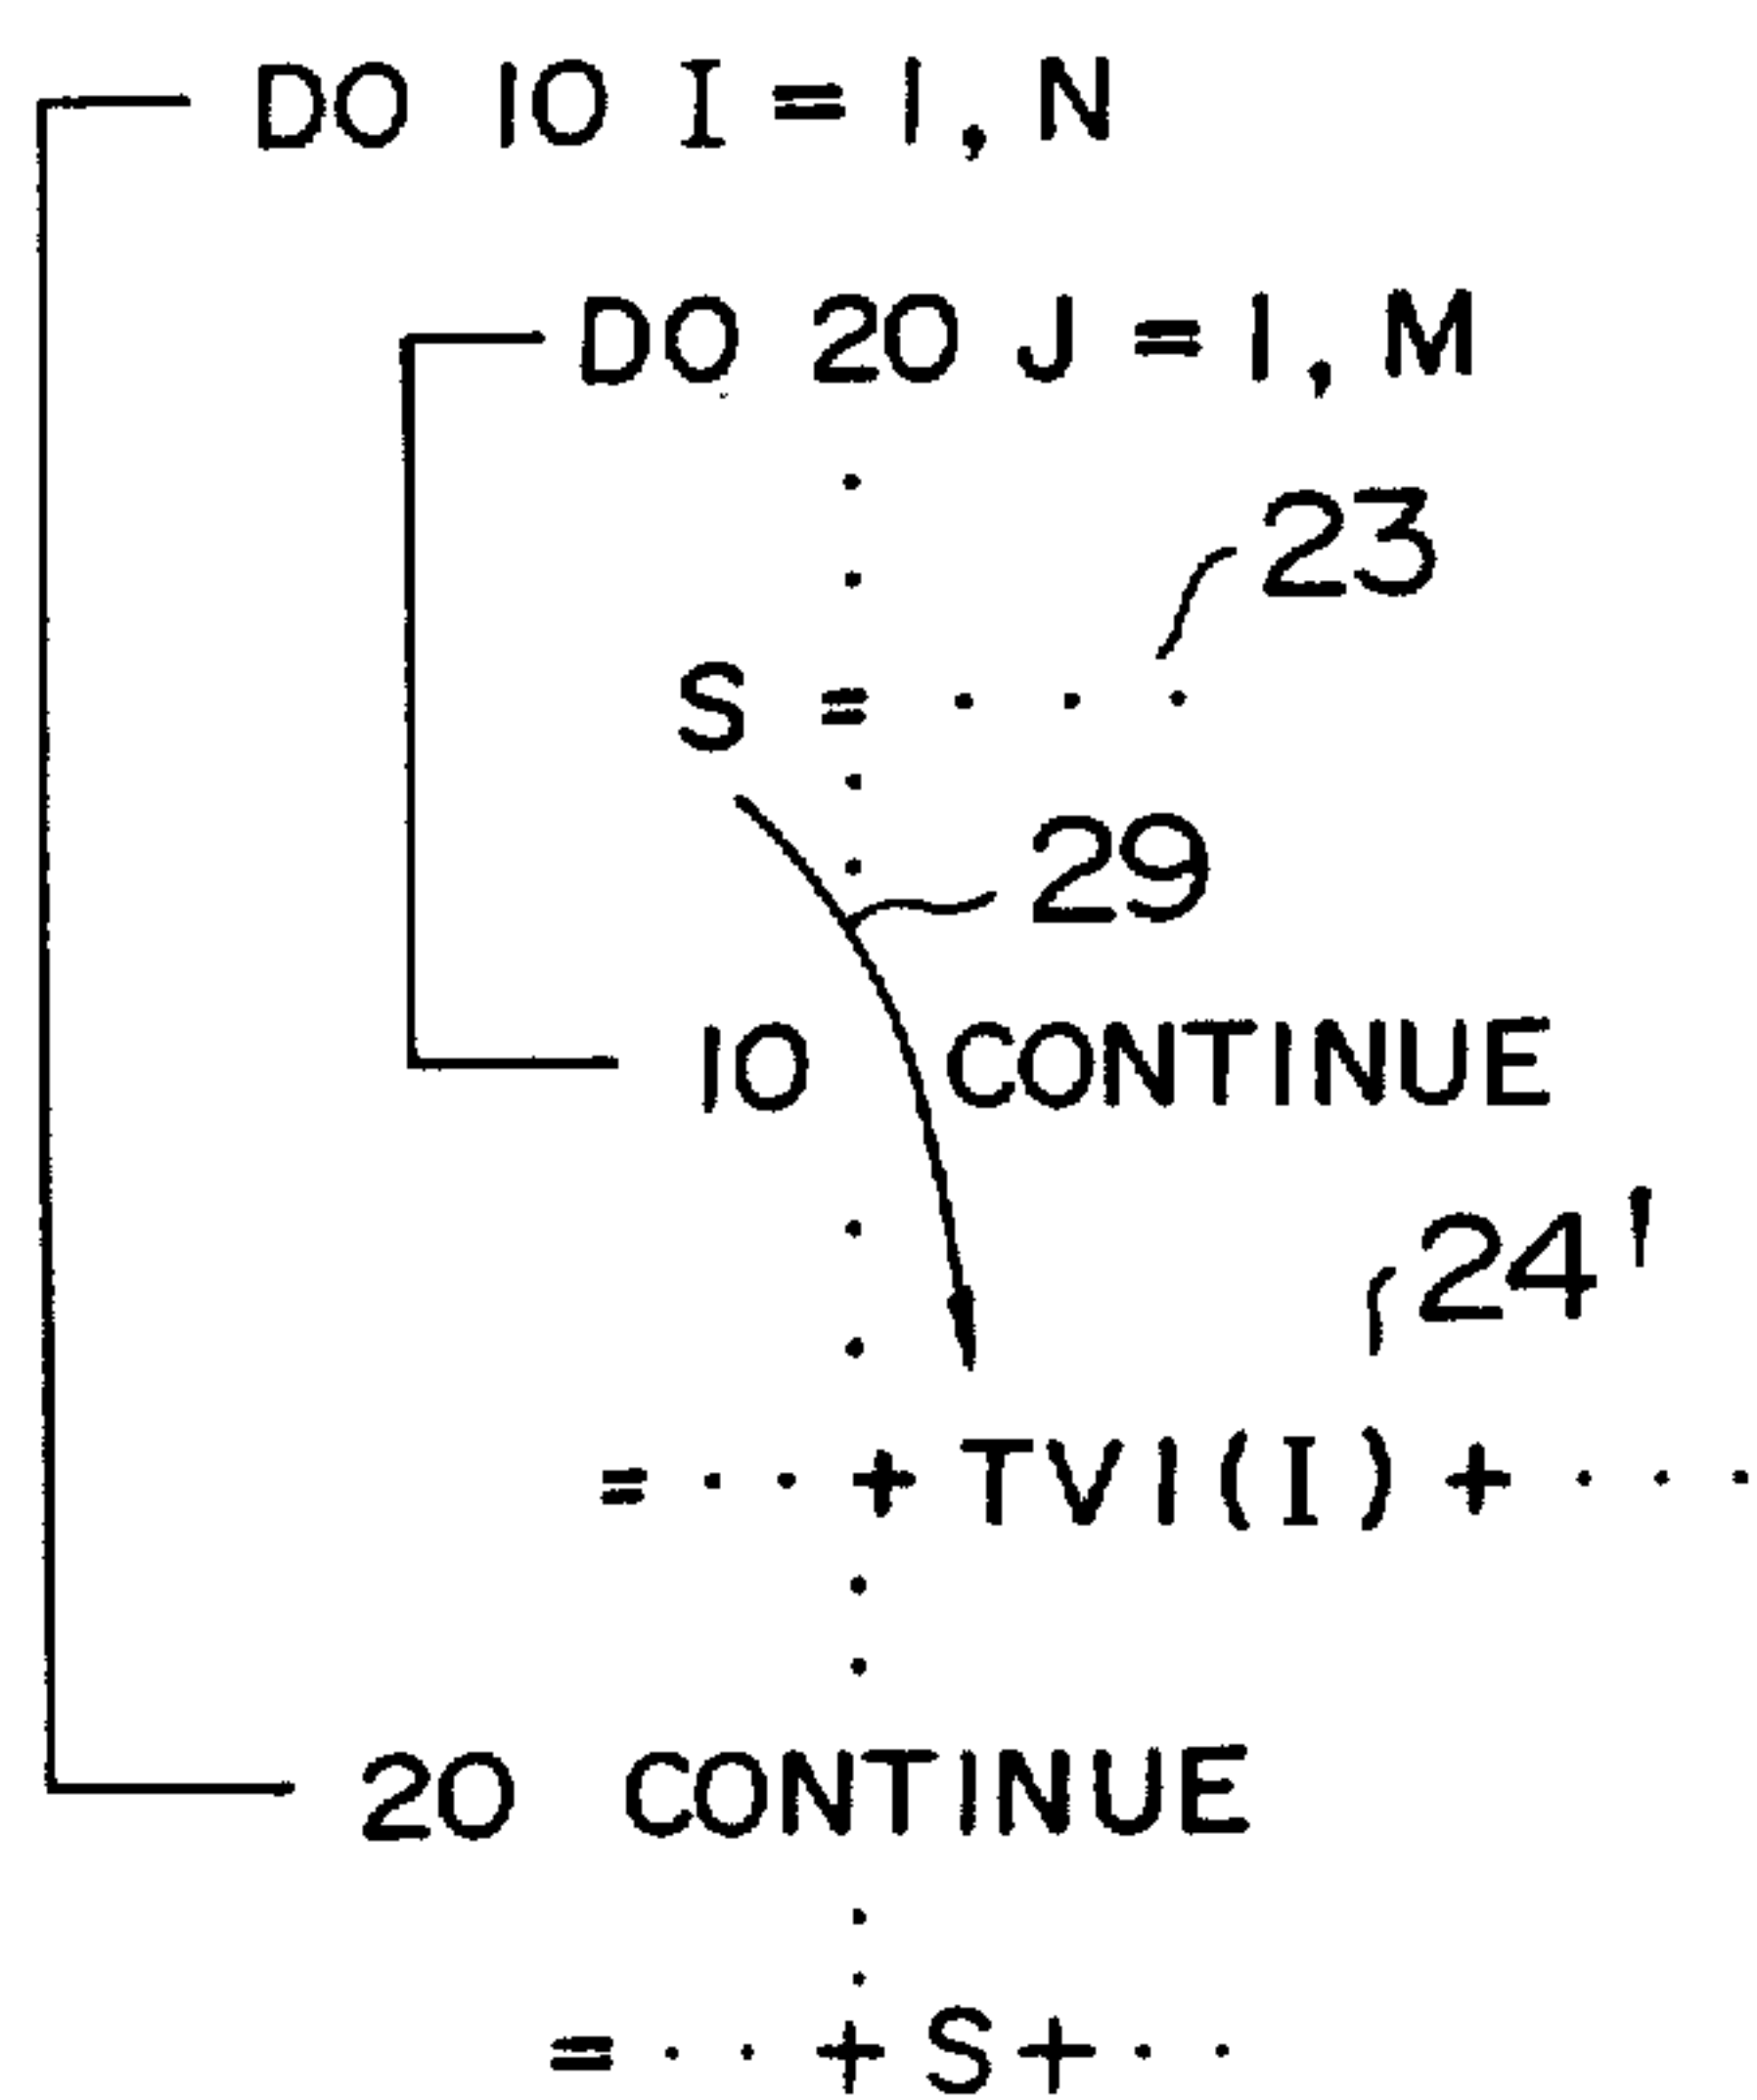 DO 10 I = 1, N
DO 20 J = 1, M
23
S = · · ·
29
10 CONTINUE
24'
= · · + TV1(I) + · · ·
20 CONTINUE
= · · + S + · ·